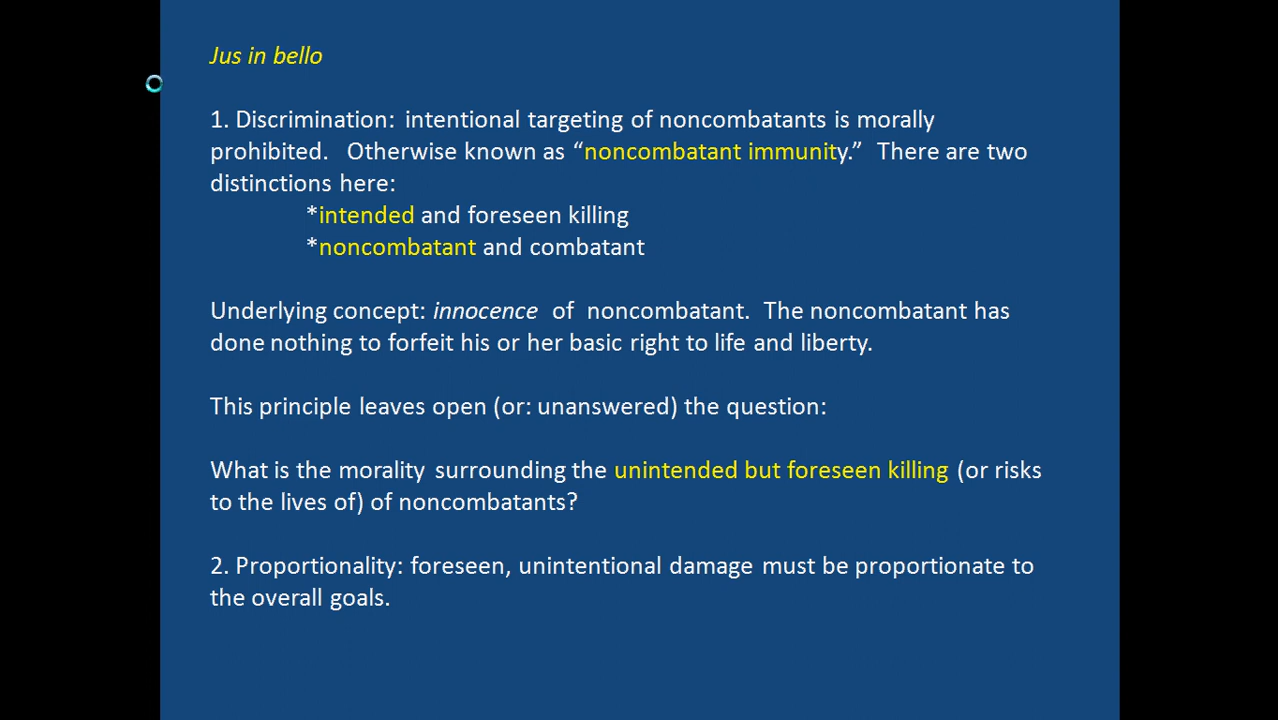 Jus in bello
1. Discrimination: intentional targeting of noncombatants is morally
prohibited. Otherwise known as “noncombatant immunity.” There are two
distinctions here:
*intended and foreseen killing
*noncombatant and combatant
Underlying concept: innocence of noncombatant. The noncombatant has
done nothing to forfeit his or her basic right to life and liberty.
This principle leaves open (or: unanswered) the question:
What is the morality surrounding the unintended but foreseen killing (or risks
to the lives of) of noncombatants?
2. Proportionality: foreseen, unintentional damage must be proportionate to
the overall goals.